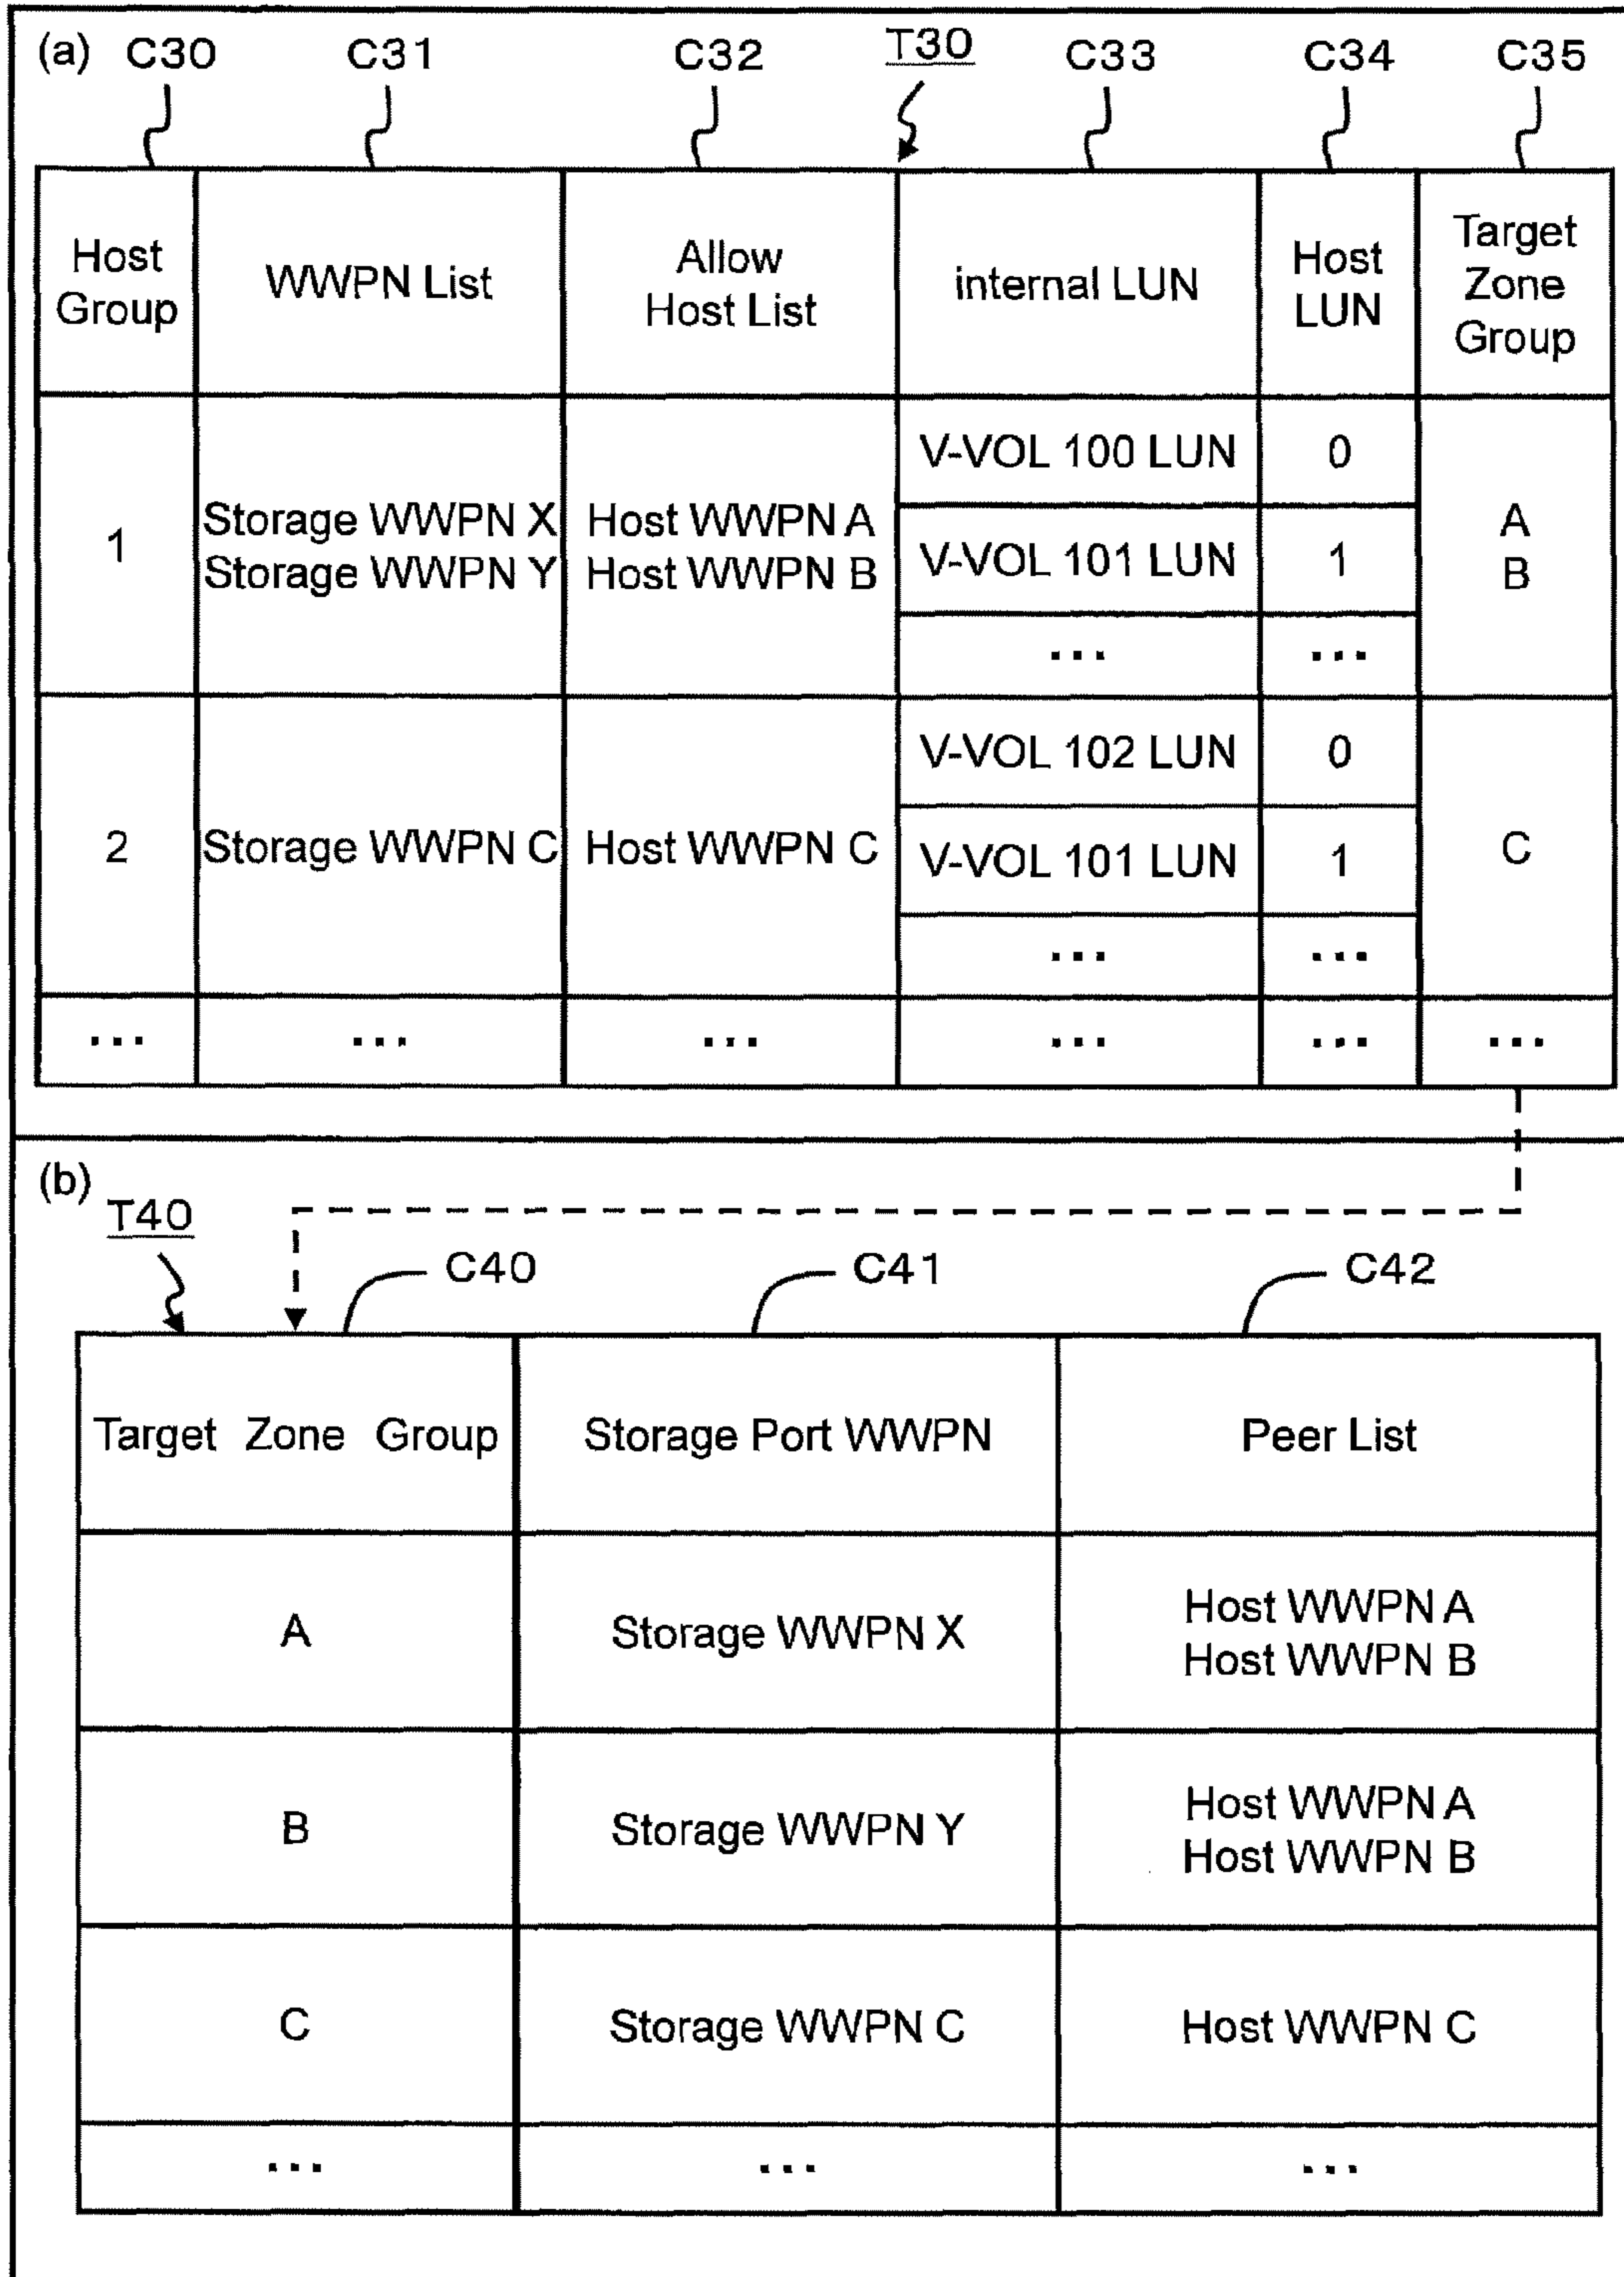 (a) C30 C31 C32 T30 C33 C34 C35
Host Group WWPN List Allow Host List internal LUN Host LUN Target Zone Group
1 Storage WWPN X Storage WWPN Y Host WWPN A Host WWPN B V-VOL 100 LUN 0 A B
V-VOL 101 LUN 1
... ...
2 Storage WWPN C Host WWPN C V-VOL 102 LUN 0 C
V-VOL 101 LUN 1
... ...
... ... ... ... ... ...
(b)
T40 C40 C41 C42
Target Zone Group Storage Port WWPN Peer List
A Storage WWPN X Host WWPN A Host WWPN B
B Storage WWPN Y Host WWPN A Host WWPN B
C Storage WWPN C Host WWPN C
... ... ...